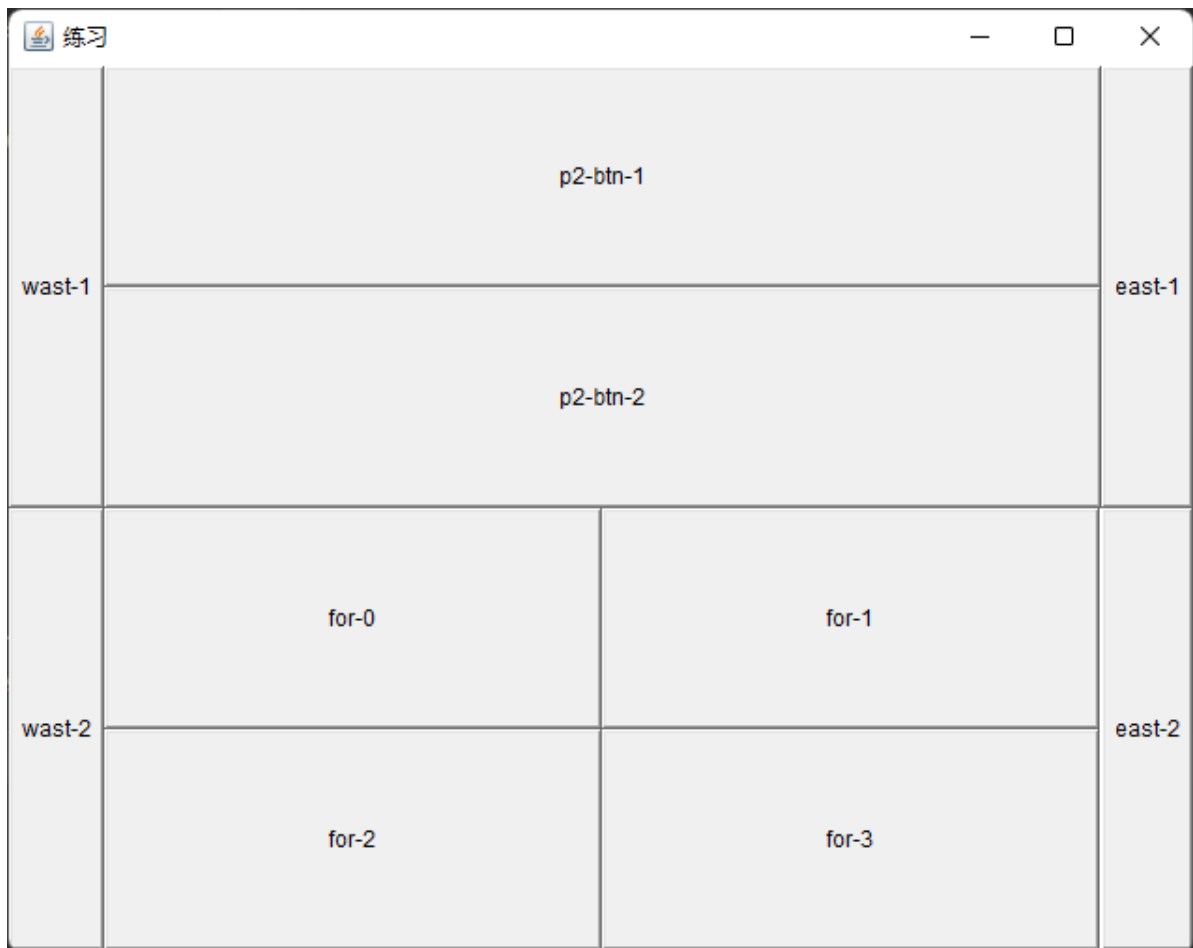 练习
p2-btn-1
wast-1
east-1
p2-btn-2
for-0
for-1
wast-2
east-2
for-2
for-3